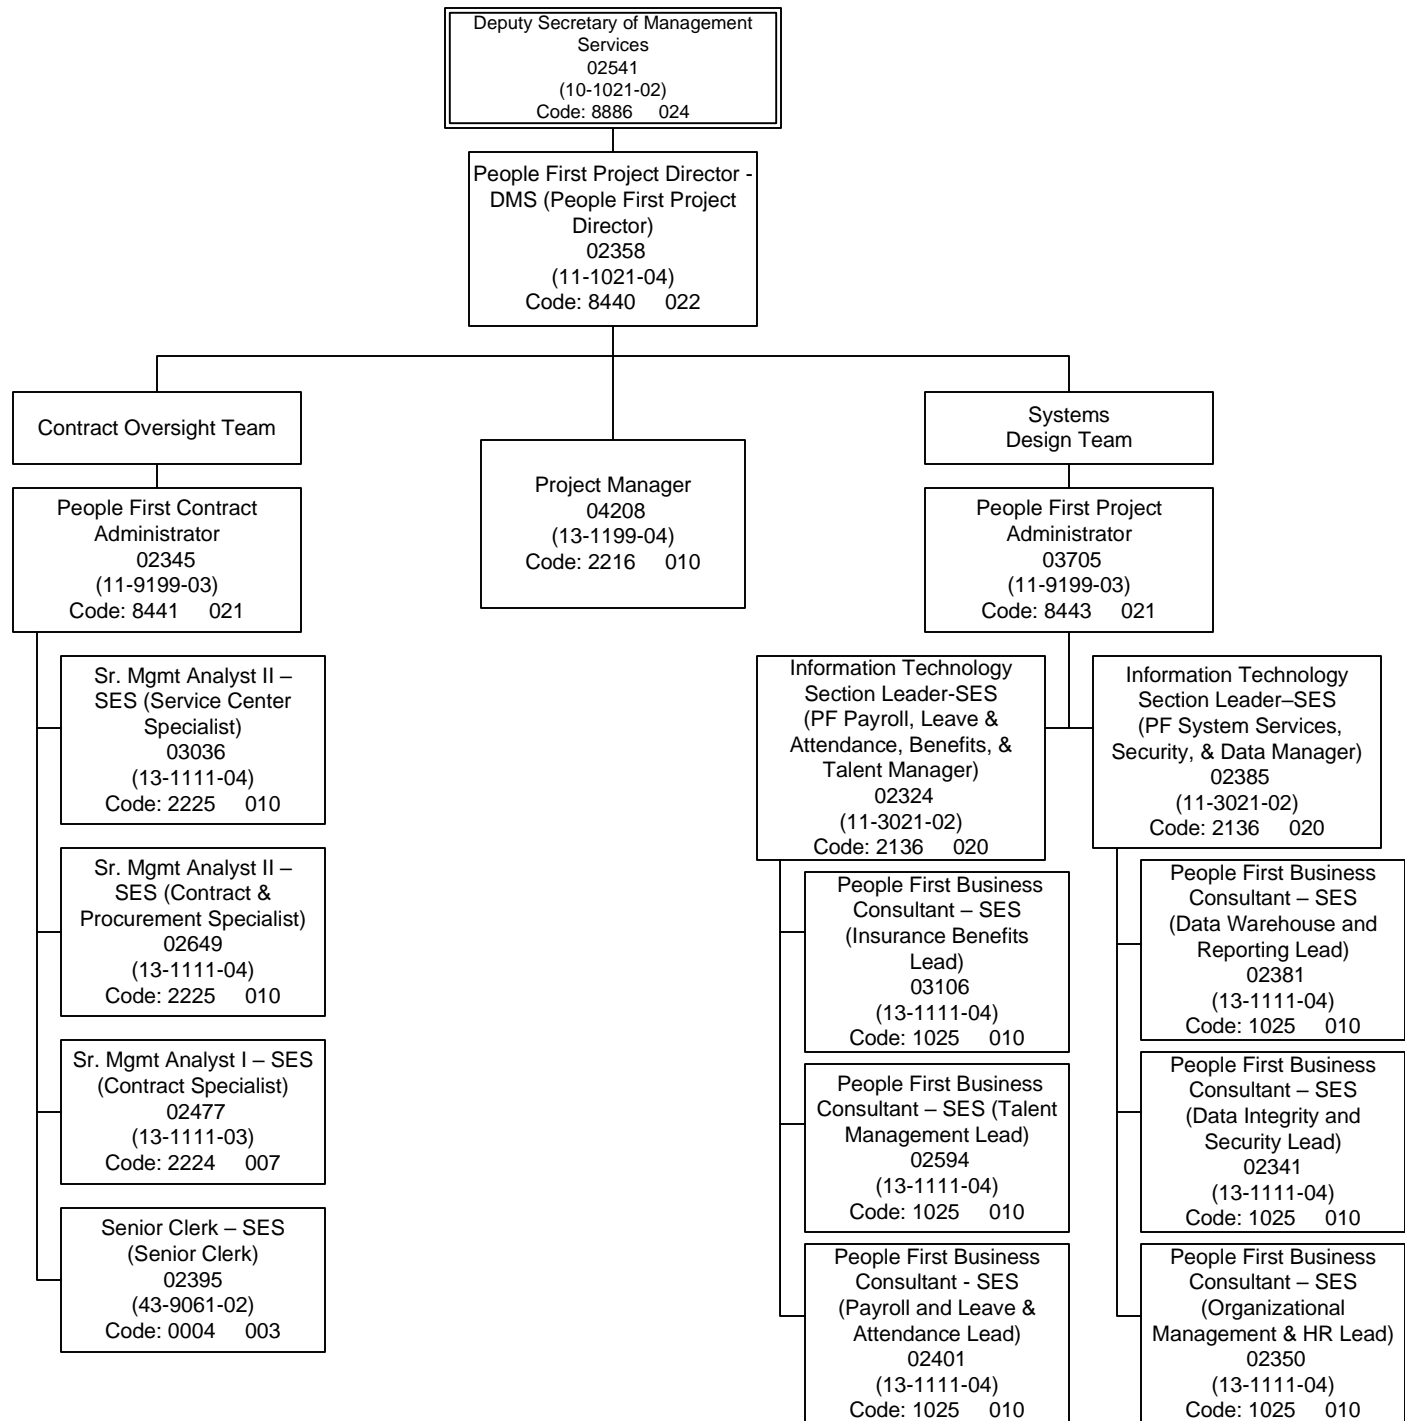 Deputy Secretary of Management
Services
02541
(10-1021-02)
Code: 8886 024
People First Project Director -
DMS (People First Project
Director)
02358
(11-1021-04)
Code: 8440 022
Contract Oversight Team
People First Contract
Administrator
02345
(11-9199-03)
Code: 8441 021
Sr. Mgmt Analyst II –
SES (Service Center
Specialist)
03036
(13-1111-04)
Code: 2225 010
Sr. Mgmt Analyst II –
SES (Contract &
Procurement Specialist)
02649
(13-1111-04)
Code: 2225 010
Sr. Mgmt Analyst I – SES
(Contract Specialist)
02477
(13-1111-03)
Code: 2224 007
Senior Clerk – SES
(Senior Clerk)
02395
(43-9061-02)
Code: 0004 003
Project Manager
04208
(13-1199-04)
Code: 2216 010
Systems
Design Team
People First Project
Administrator
03705
(11-9199-03)
Code: 8443 021
Information Technology
Section Leader-SES
(PF Payroll, Leave &
Attendance, Benefits, &
Talent Manager)
02324
(11-3021-02)
Code: 2136 020
People First Business
Consultant – SES
(Insurance Benefits
Lead)
03106
(13-1111-04)
Code: 1025 010
People First Business
Consultant – SES (Talent
Management Lead)
02594
(13-1111-04)
Code: 1025 010
People First Business
Consultant - SES
(Payroll and Leave &
Attendance Lead)
02401
(13-1111-04)
Code: 1025 010
Information Technology
Section Leader–SES
(PF System Services,
Security, & Data Manager)
02385
(11-3021-02)
Code: 2136 020
People First Business
Consultant – SES
(Data Warehouse and
Reporting Lead)
02381
(13-1111-04)
Code: 1025 010
People First Business
Consultant – SES
(Data Integrity and
Security Lead)
02341
(13-1111-04)
Code: 1025 010
People First Business
Consultant – SES
(Organizational
Management & HR Lead)
02350
(13-1111-04)
Code: 1025 010